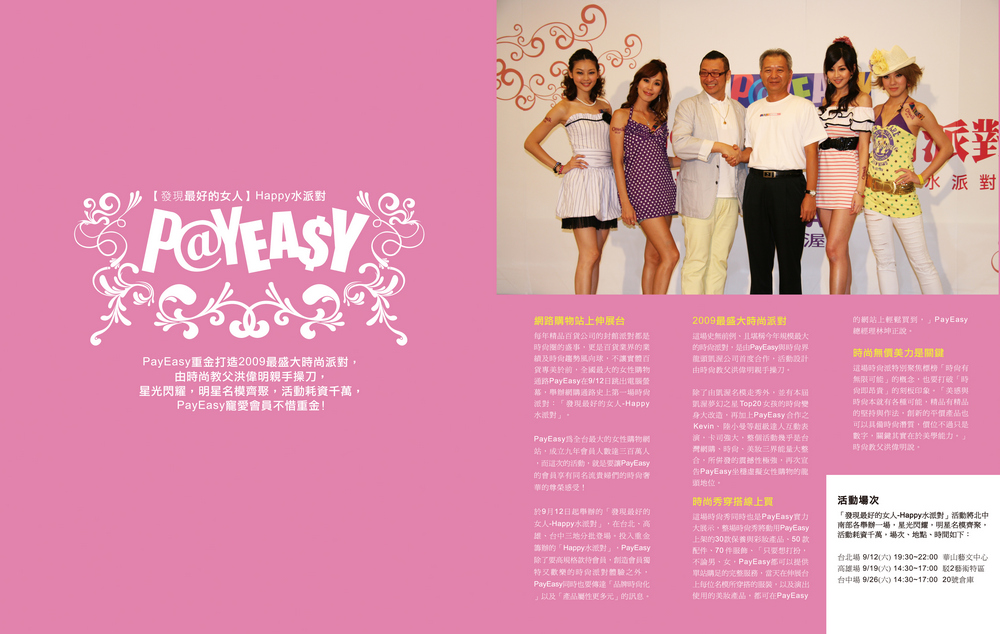 【發現最好的女人】Happy水派對
P@YEA$Y
PayEasy重金打造2009最盛大時尚派對，
由時尚教父洪偉明親手操刀，
星光閃耀，明星名模齊聚，活動耗資千萬，
PayEasy寵愛會員不惜重金!
P@YEA$Y
派對
水派對
渥
網路購物站上伸展台
每年精品百貨公司的封館派對都是
時尚圈的盛事，更是百貨業界的業
績及時尚趨勢風向球，不讓實體百
貨專美於前，全國最大的女性購物
通路PayEasy在9/12日跳出電腦螢
幕，舉辦網購通路史上第一場時尚
派對：「發現最好的女人-Happy
水派對」。
PayEasy為全台最大的女性購物網
站，成立九年會員人數達三百萬人
，而這次的活動，就是要讓PayEasy
的會員享有同名流貴婦們的時尚奢
華的尊榮感受！
於9月12日起舉辦的「發現最好的
女人-Happy水派對」，在台北、高
雄、台中三地分批登場，投入重金
籌辦的「Happy水派對」，PayEasy
除了要高規格款待會員，創造會員獨
特又歡樂的時尚派對體驗之外，
PayEasy同時也要傳達「品牌時尚化
」以及「產品屬性更多元」的訊息。
2009最盛大時尚派對
這場史無前例、且堪稱今年規模最大
的時尚派對，是由PayEasy與時尚界
龍頭凱渥公司首度合作，活動設計
由時尚教父洪偉明親手操刀。
除了由凱渥名模走秀外，並有本屆
凱渥夢幻之星Top20女孩的時尚變
身大改造，再加上PayEasy合作之
Kevin、路小曼等超級達人互動表
演，卡司強大，整個活動幾乎是台
灣網購、時尚、美妝三界能量大整
合，所併發的震撼性極強，再次宣
告PayEasy坐穩虛擬女性購物的龍
頭地位。
時尚秀穿搭線上買
這場時尚秀同時也是PayEasy實力
大展示，整場時尚秀將動用PayEasy
上架的30款保養與彩妝產品、50款
配件、70件服飾，「只要想打扮，
不論男、女，PayEasy都可以提供
單站購足的完整服務，當天在伸展台
上每位名模所穿搭的服裝，以及演出
使用的美妝產品，都可在PayEasy
的網站上輕鬆買到。」PayEasy
總經理林坤正說。
時尚無價美力是關鍵
這場時尚派特別聚焦標榜「時尚有
無限可能」的概念，也要打破「時
尚即昂貴」的刻板印象。「美感與
時尚本就有各種可能，精品有精品
的堅持與作法，創新的平價產品也
可以具備時尚潛質，價位不過只是
數字，關鍵其實在於美學能力。」
時尚教父洪偉明說。
活動場次
「發現最好的女人-Happy水派對」活動將北中
南部各舉辦一場，星光閃耀，明星名模齊聚，
活動耗資千萬，場次、地點、時間如下：
台北場 9/12(六) 19:30~22:00 華山藝文中心
高雄場 9/19(六) 14:30~17:00 駁2藝術特區
台中場 9/26(六) 14:30~17:00 20號倉庫